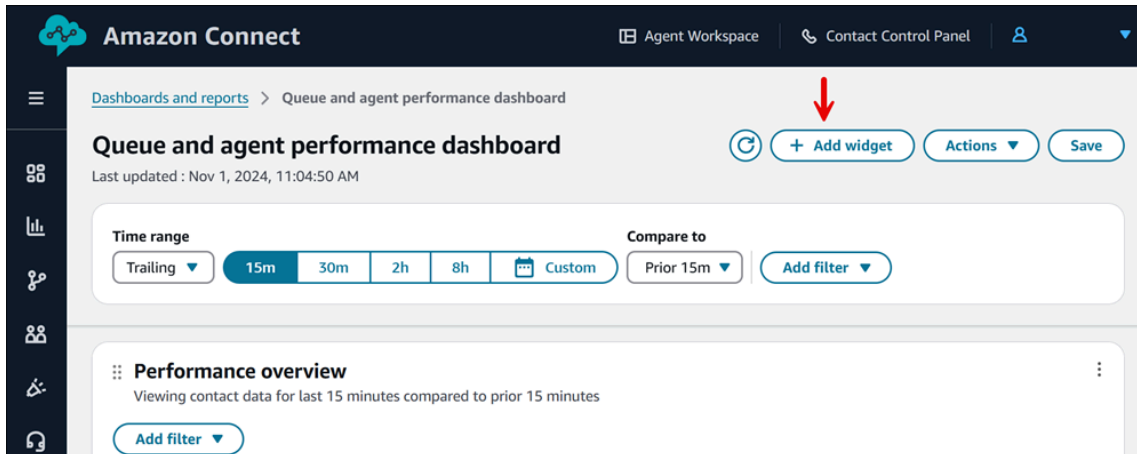 Amazon Connect
Agent Workspace
Contact Control Panel
Dashboards and reports > Queue and agent performance dashboard
Queue and agent performance dashboard
+ Add widget
Actions
Save
Last updated : Nov 1, 2024, 11:04:50 AM
Time range
Compare to
Trailing
15m
30m
2h
8h
Custom
Prior 15m
Add filter
Performance overview
Viewing contact data for last 15 minutes compared to prior 15 minutes
Add filter